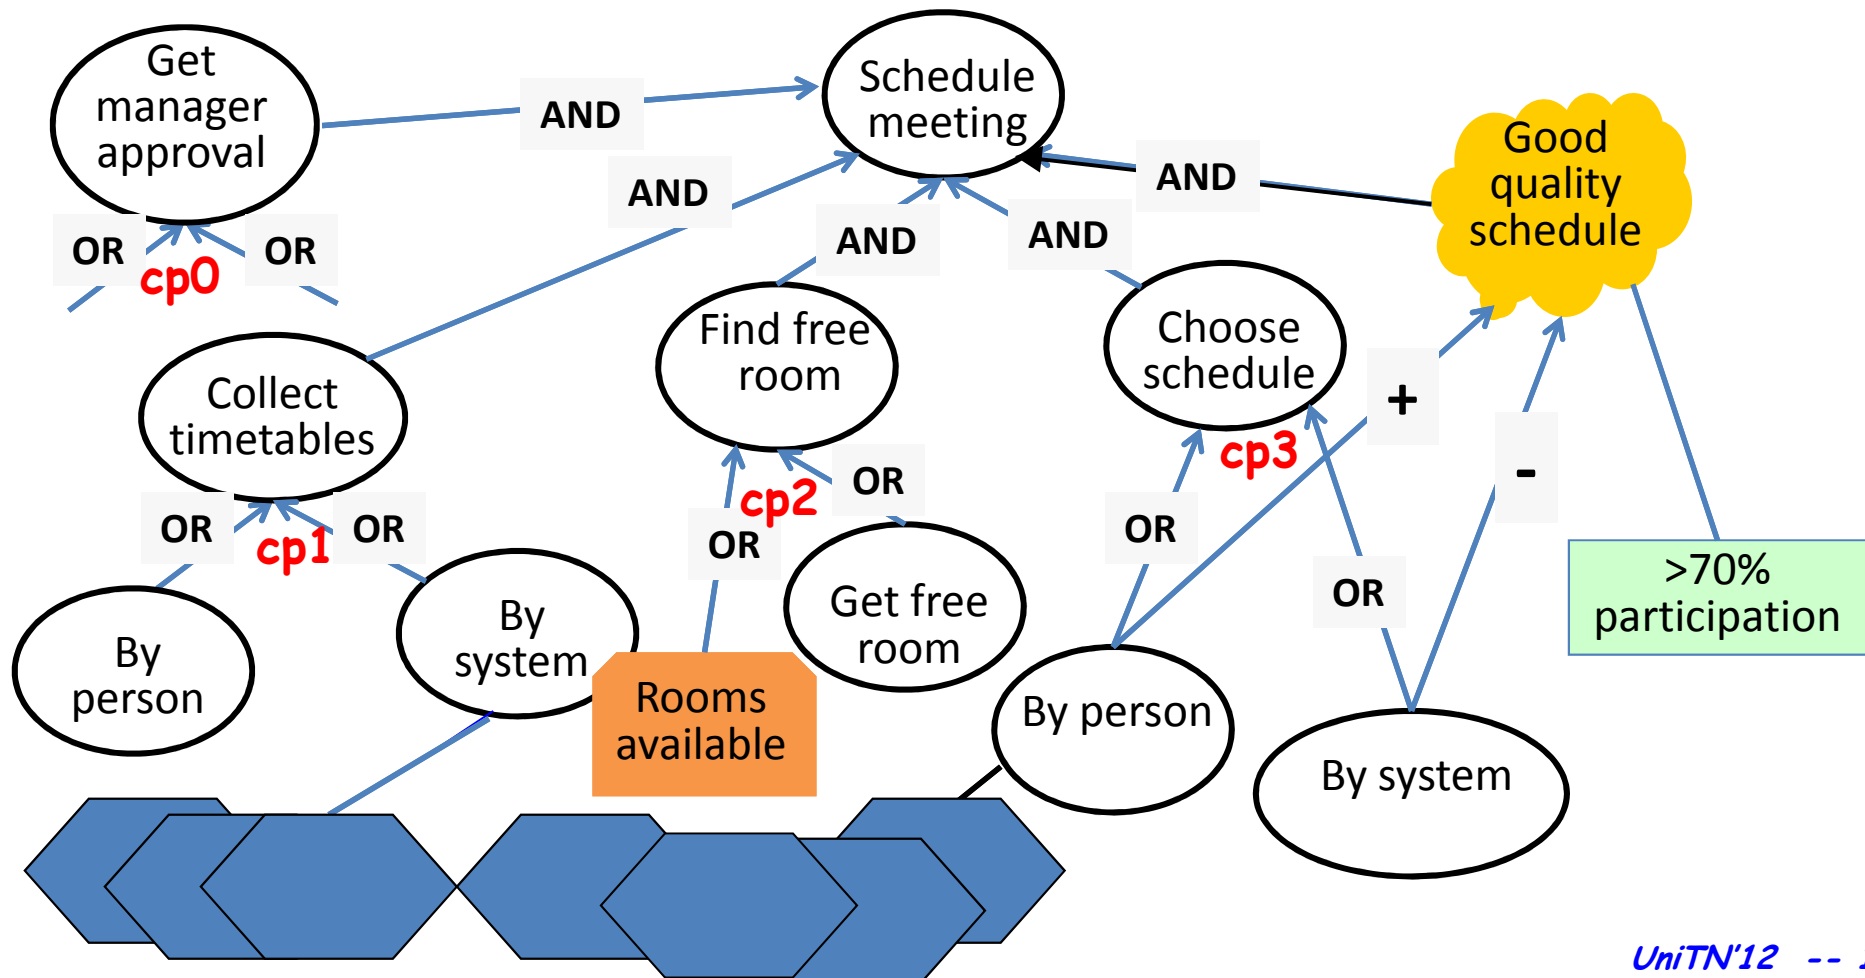 Get
manager
approval
AND
Schedule
meeting
Good
quality
schedule
AND
AND
AND
AND
OR
cp0
OR
Collect
timetables
Find free
room
Choose
schedule
+
-
OR
cp1
OR
OR
cp2
OR
cp3
OR
OR
>70%
participation
By
person
By
system
Rooms
available
Get free
room
By person
By system
UniTN'12 --